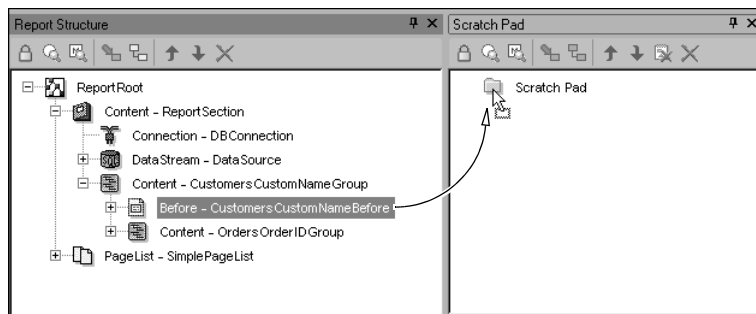 Report Structure
Scratch Pad
ReportRoot
Content - ReportSection
Connection - DBConnection
DataStream - DataSource
Content - CustomersCustomNameGroup
Before - CustomersCustomNameBefore
Content - OrdersOrderIDGroup
PageList - SimplePageList
Scratch Pad